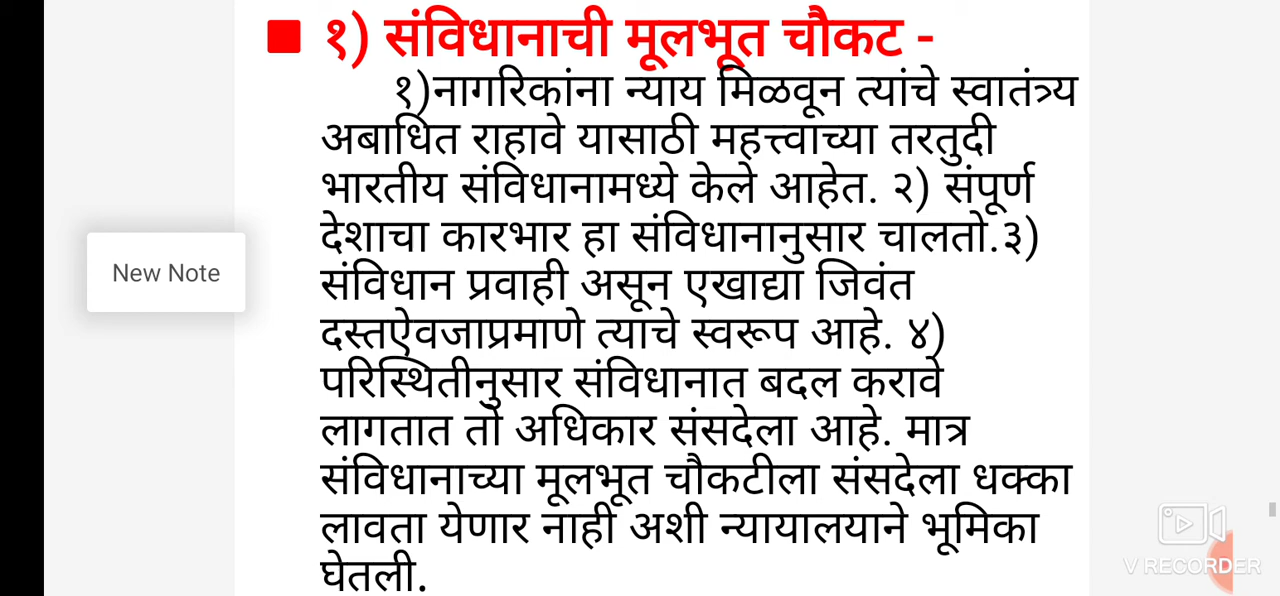 १) संविधानाची मूलभूत चौकट -
१)नागरिकांना न्याय मिळवून त्यांचे स्वातंत्र्य
अबाधित राहावे यासाठी महत्त्वाच्या तरतुदी
भारतीय संविधानामध्ये केले आहेत. २) संपूर्ण
देशाचा कारभार हा संविधानानुसार चालतो.३)
New Note
संविधान प्रवाही असून एखाद्या जिवंत
दस्तऐवजाप्रमाणे त्याचे स्वरूप आहे. ४)
परिस्थितीनुसार संविधानात बदल करावे
लागतात तो अधिकार संसदेला आहे. मात्र
संविधानाच्या मूलभूत चौकटीला संसदेला धक्का
लावता येणार नाही अशी न्यायालयाने भूमिका
घेतली.
V RECORDER